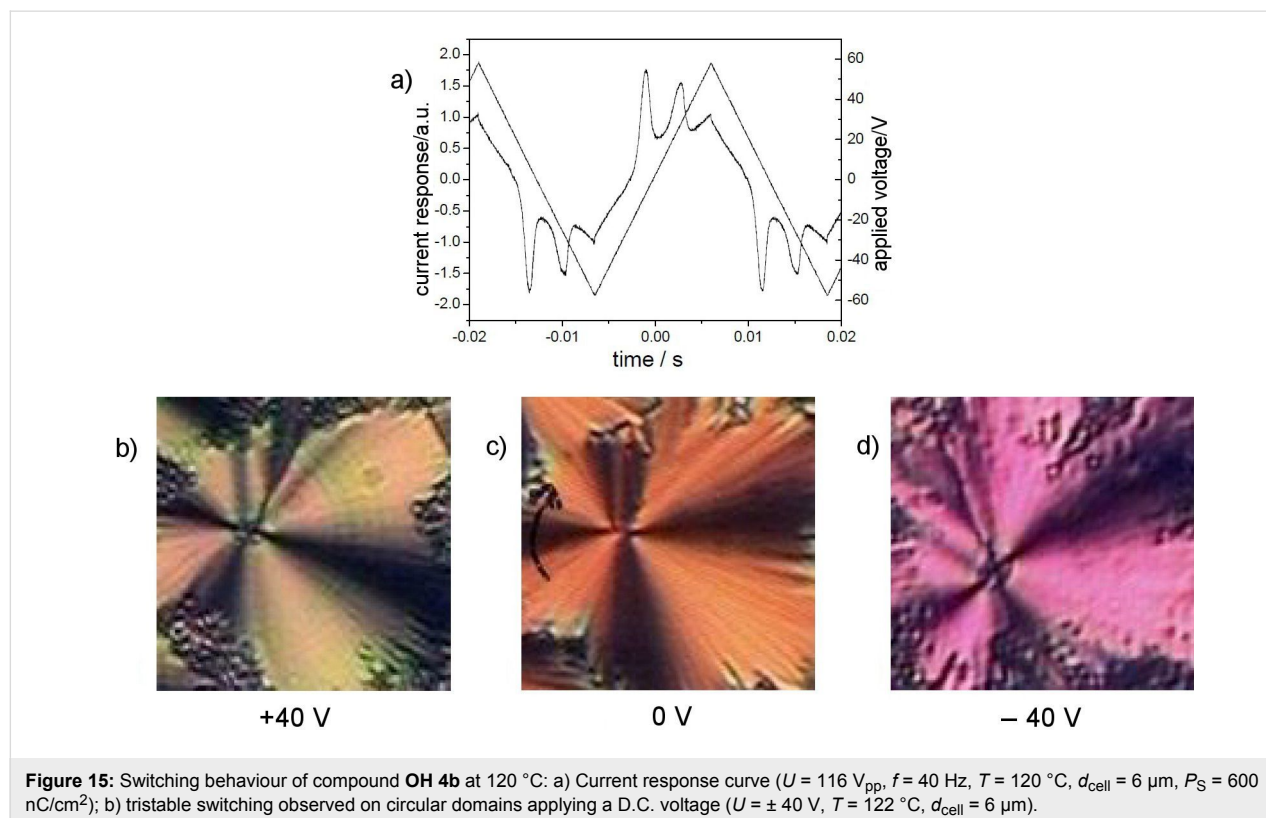 a)
current response/a.u.
2.0
1.5
1.0
0.5
0.0
-0.5
-1.0
-1.5
-2.0
60
40
20
0
-20
-40
-60
applied voltage/V
-0.02 -0.01 0.00 0.01 0.02
time / s
b) c) d)
+40 V 0 V – 40 V
Figure 15: Switching behaviour of compound OH 4b at 120 °C: a) Current response curve (U = 116 Vpp, f = 40 Hz, T = 120 °C, dcell = 6 µm, PS = 600
nC/cm²); b) tristable switching observed on circular domains applying a D.C. voltage (U = ± 40 V, T = 122 °C, dcell = 6 µm).